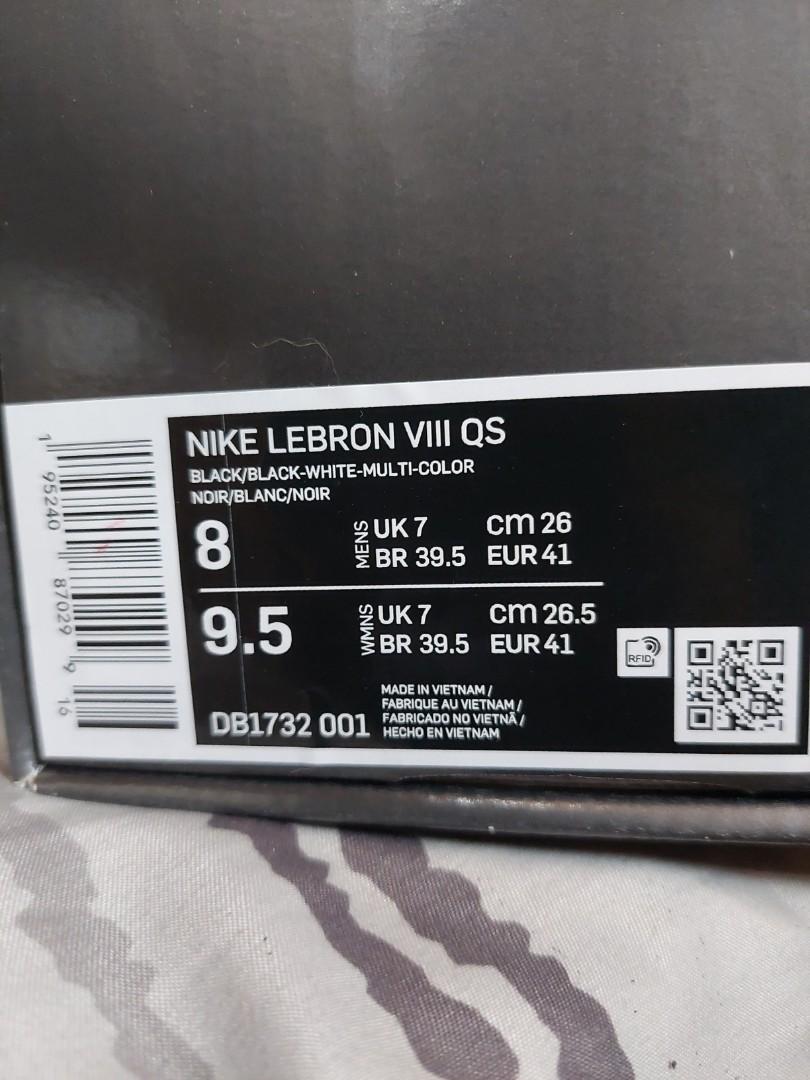 NIKE LEBRON VIII QS
BLACK/BLACK-WHITE-MULTI-COLOR
NOIR/BLANC/NOIR
8
MENS
UK 7 cm 26
BR 39.5 EUR 41
9.5
WMNS
UK 7 cm 26.5
BR 39.5 EUR 41
RFID
DB1732 001
MADE IN VIETNAM /
FABRIQUE AU VIETNAM /
FABRICADO NO VIETNÃ /
HECHO EN VIETNAM
1 95240 87029 9 16